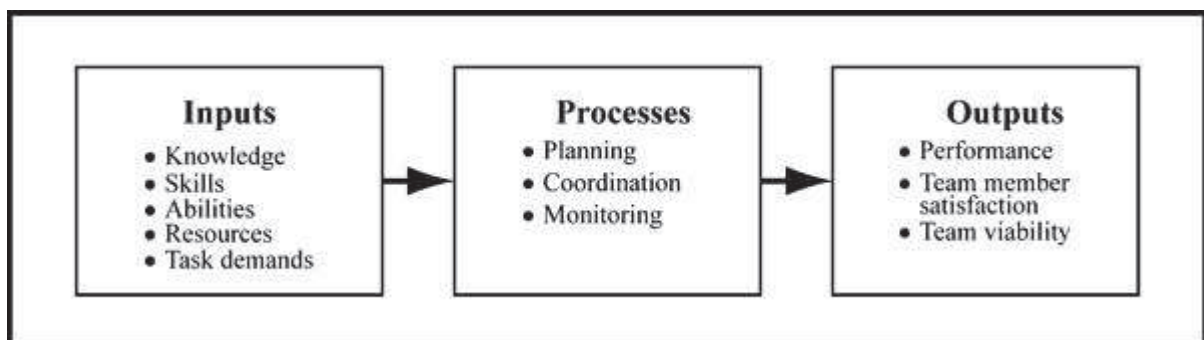 Inputs
• Knowledge
• Skills
• Abilities
• Resources
• Task demands
Processes
• Planning
• Coordination
• Monitoring
Outputs
• Performance
• Team member
satisfaction
• Team viability